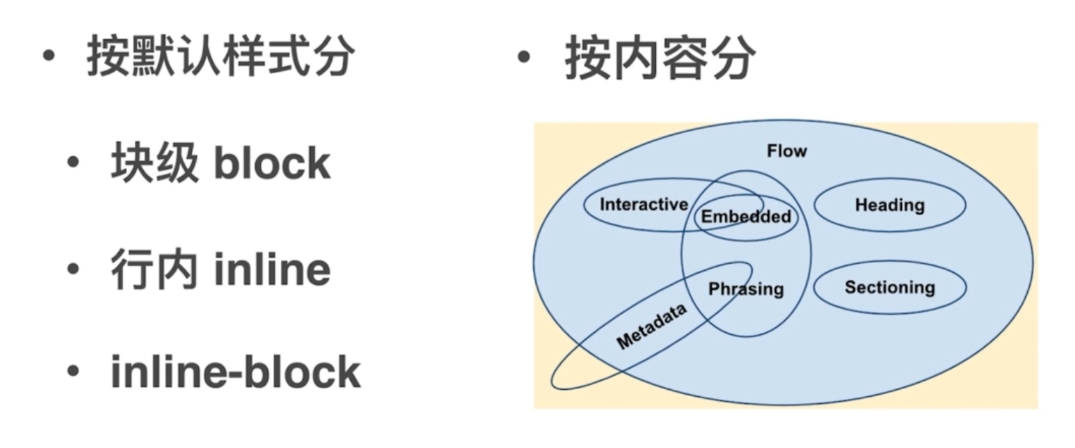 • 按默认样式分
• 块级 block
• 行内 inline
• inline-block
• 按内容分
Flow
Interactive
Embedded
Heading
Phrasing
Sectioning
Metadata